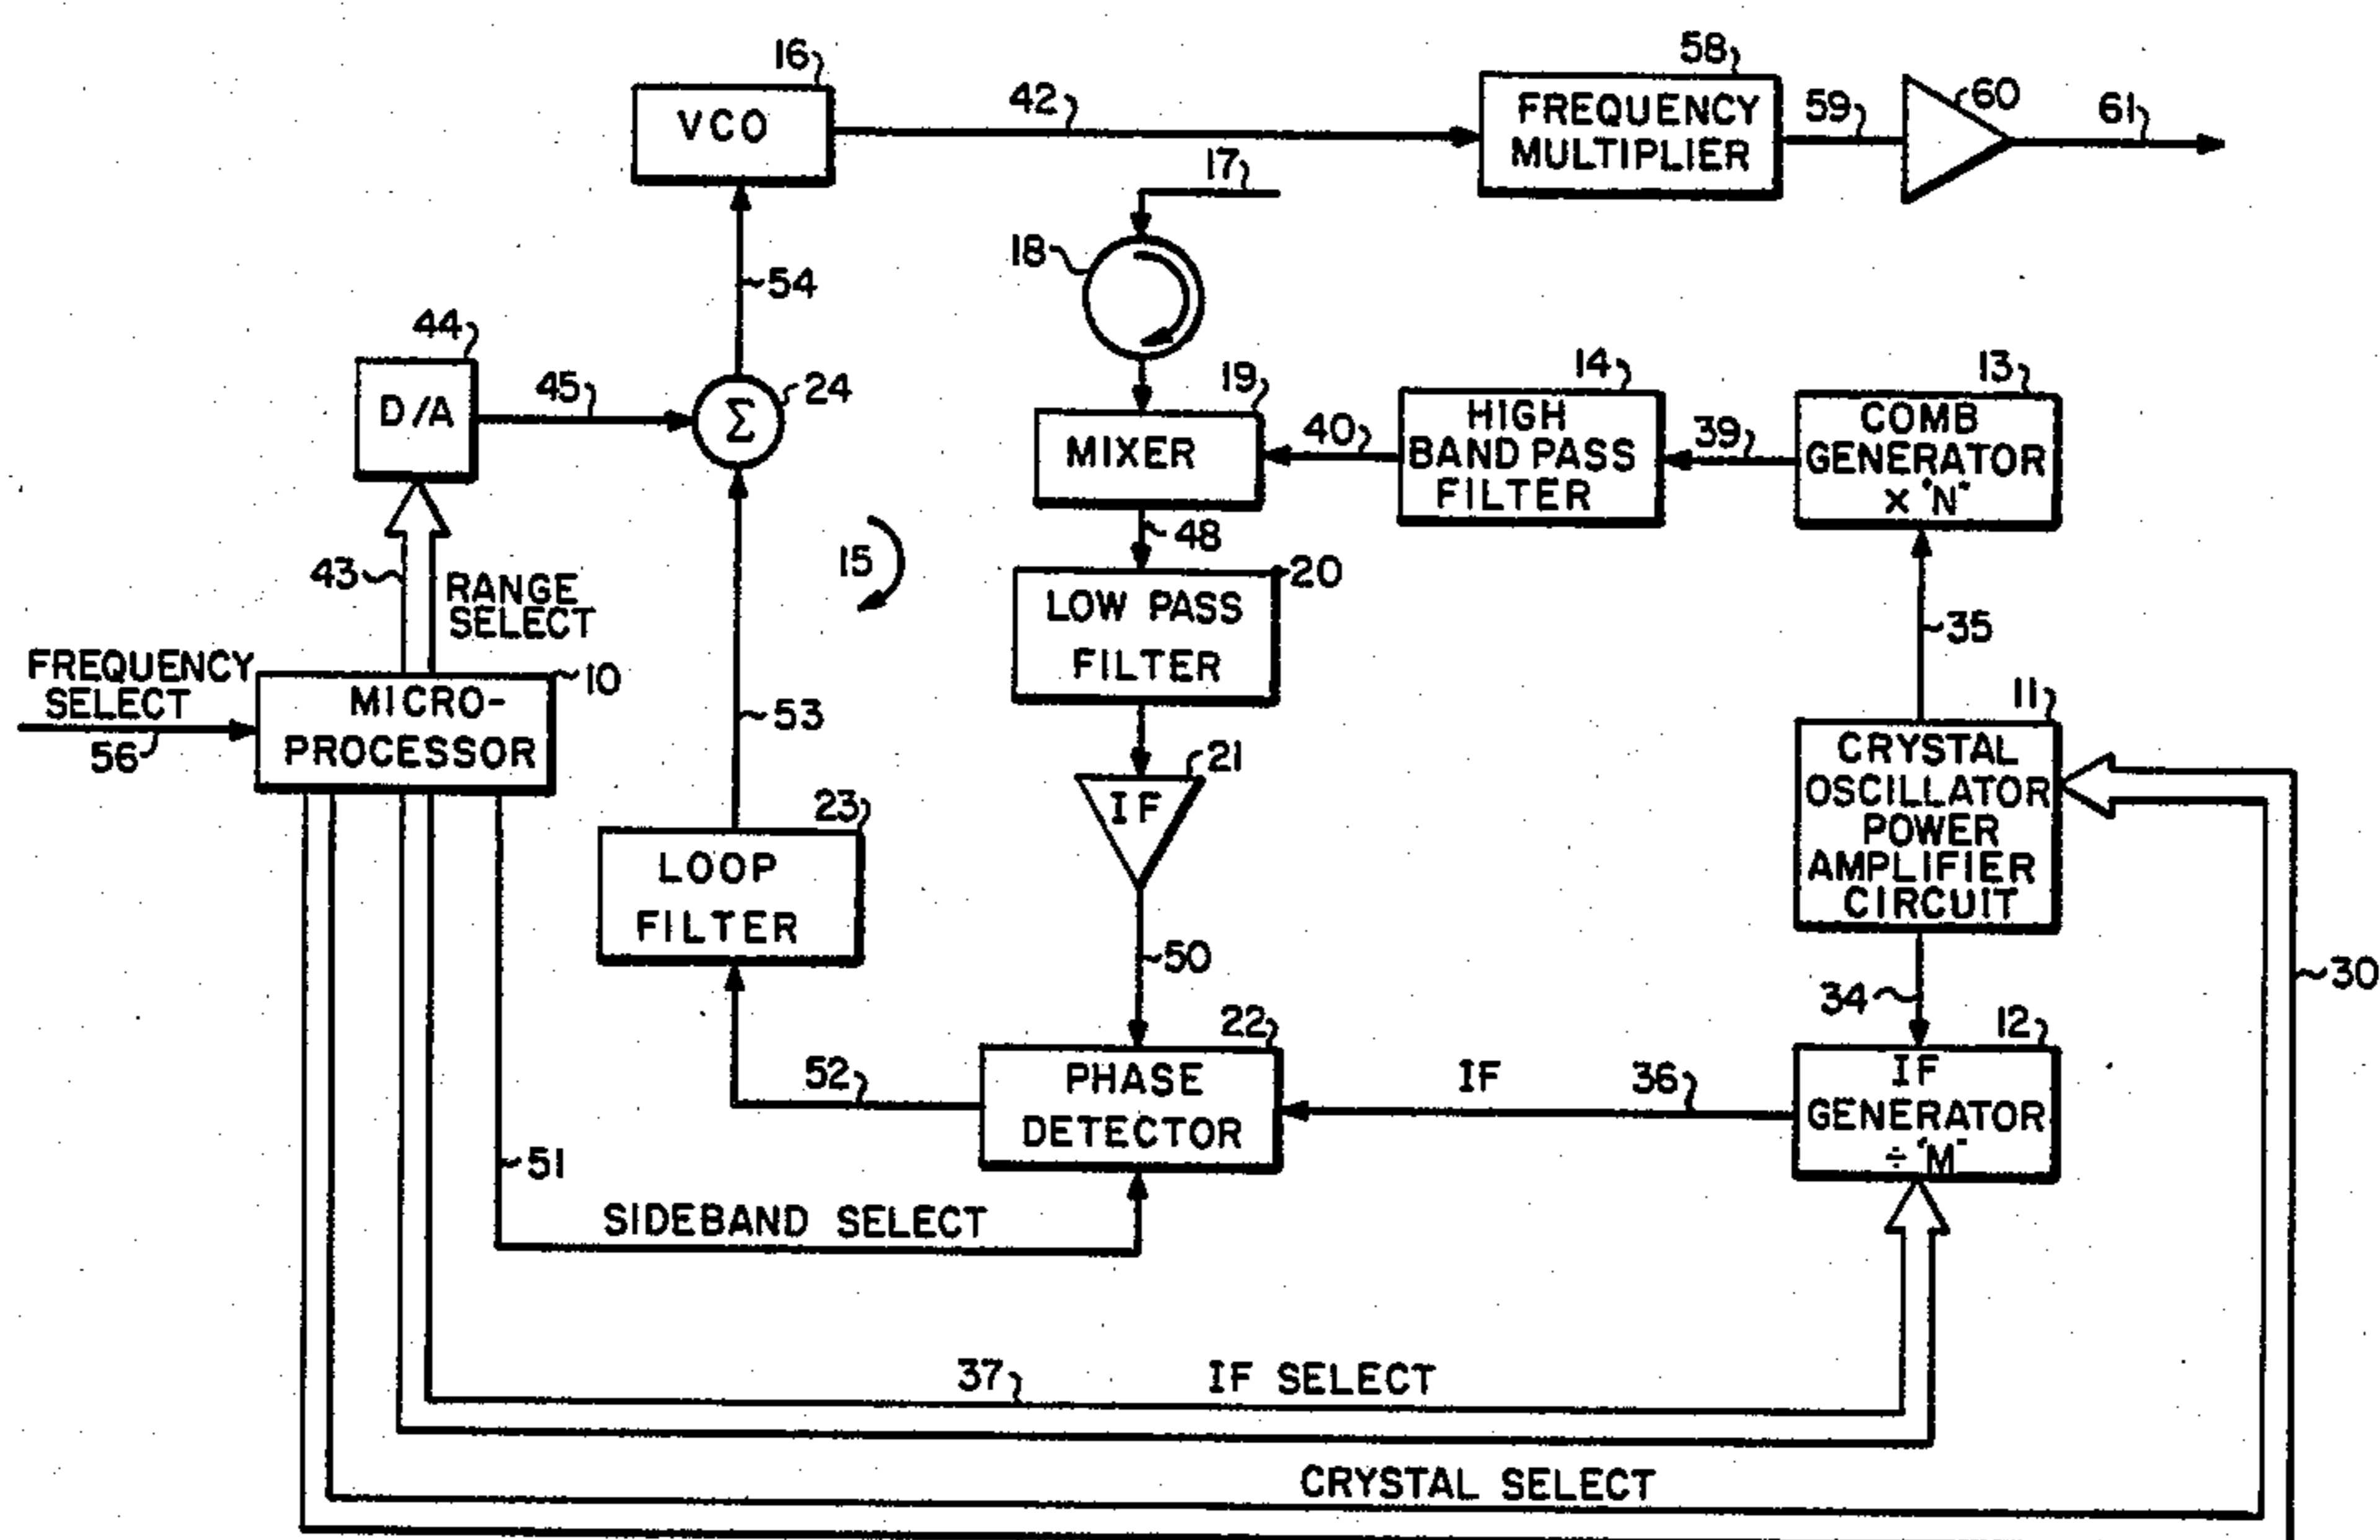 16
VCO
42
58
FREQUENCY
MULTIPLIER
59
60
61
17
18
54
44
D/A
45
Σ
24
19
MIXER
40
14
HIGH
BAND PASS
FILTER
39
13
COMB
GENERATOR
x "N"
48
15
43
RANGE
SELECT
20
LOW PASS
FILTER
35
FREQUENCY
SELECT
56
10
MICRO-
PROCESSOR
53
11
CRYSTAL
OSCILLATOR
POWER
AMPLIFIER
CIRCUIT
21
IF
23
LOOP
FILTER
50
30
34
52
22
PHASE
DETECTOR
IF
36
12
IF
GENERATOR
÷ "M"
51
SIDEBAND SELECT
37
IF SELECT
CRYSTAL SELECT